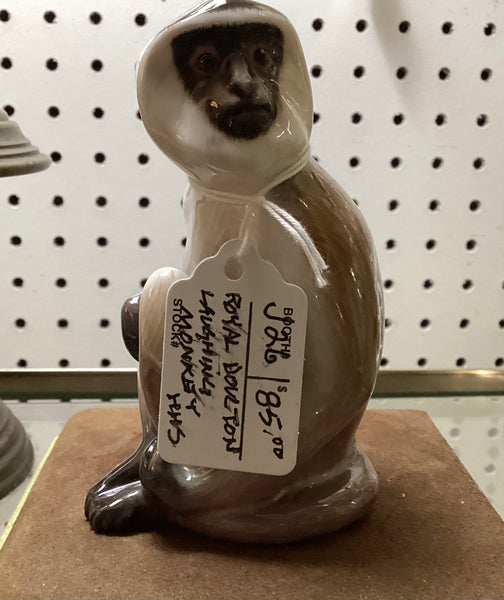 BOOTH#
J26 $85.00
ROYAL DOULTON
LAUGHING
MONKEY
STOCK#